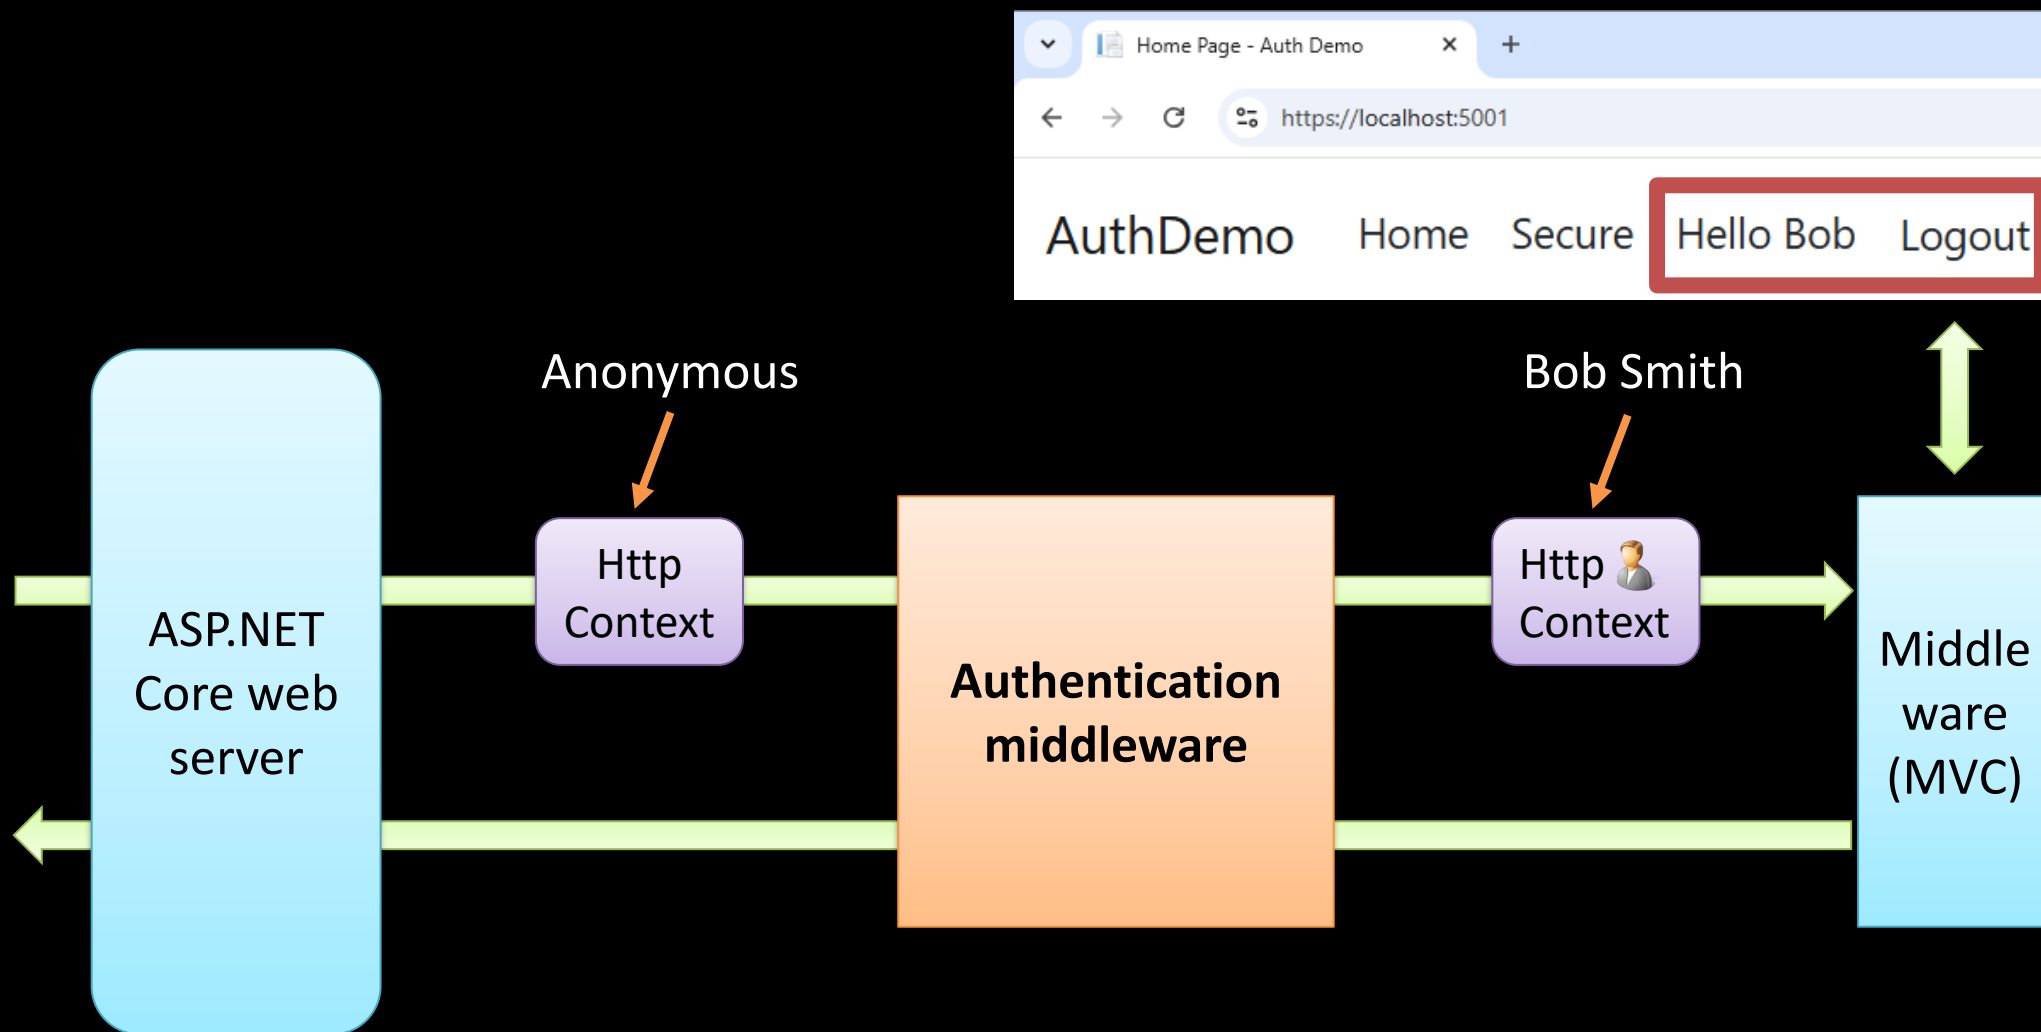 Home Page - Auth Demo
https://localhost:5001
AuthDemo Home Secure Hello Bob Logout
Anonymous
Bob Smith
Http
Context
Http
Context
ASP.NET
Core web
server
Authentication
middleware
Middle
ware
(MVC)